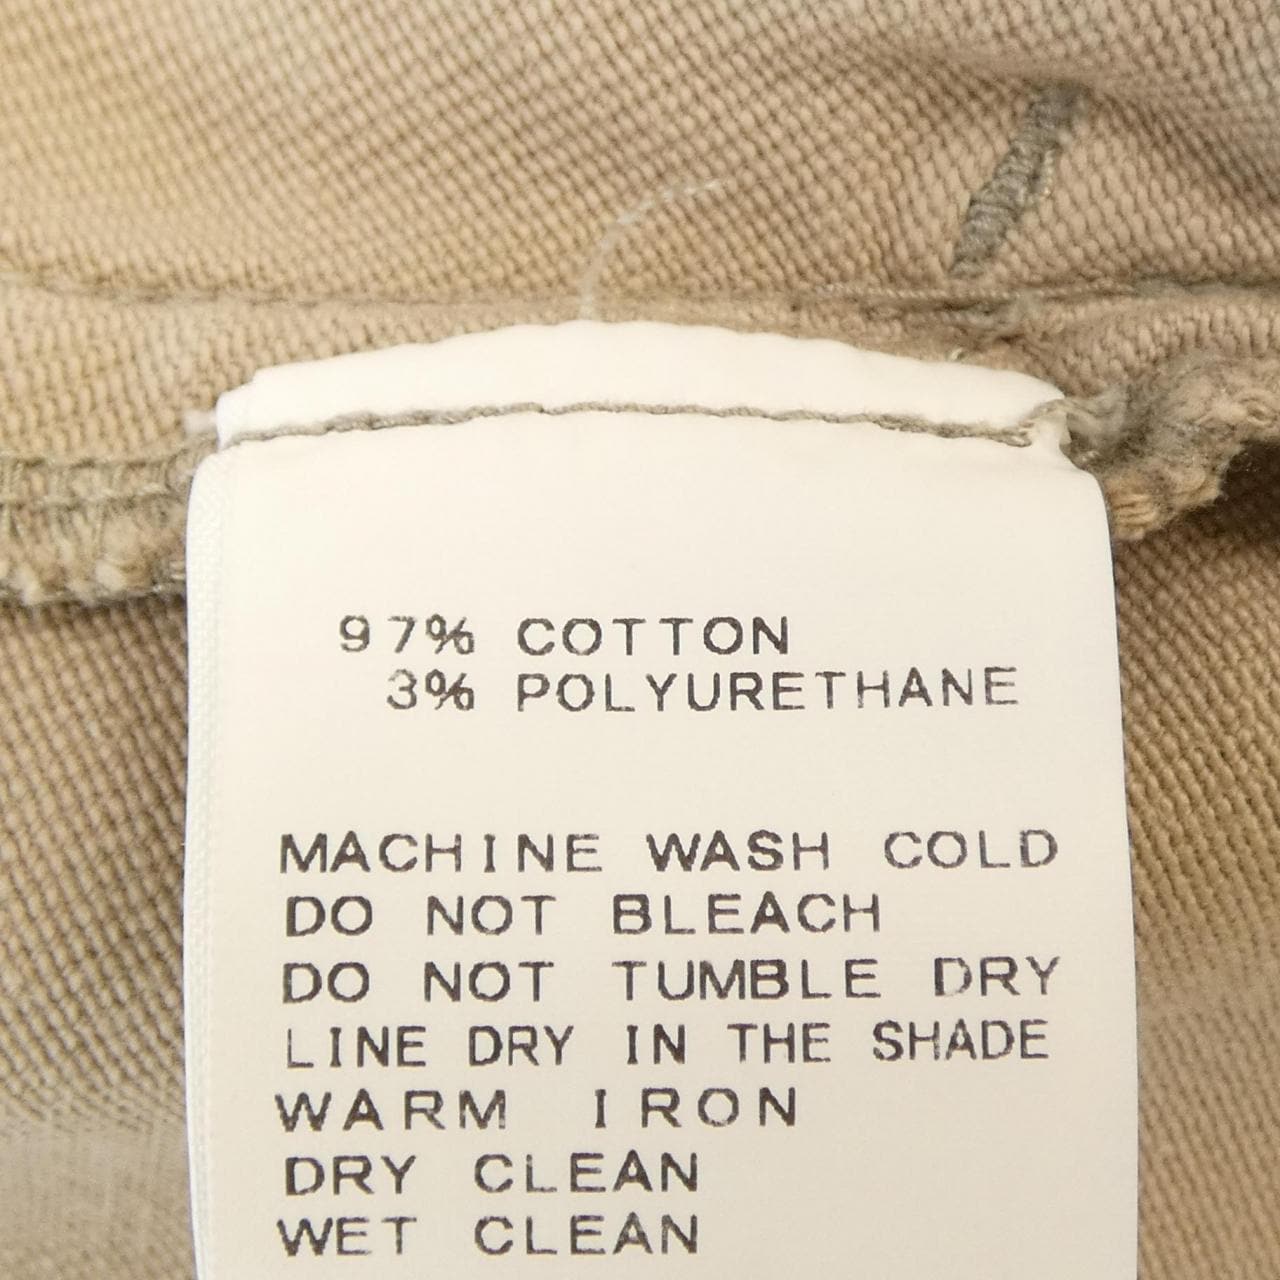 97% COTTON
3% POLYURETHANE
MACHINE WASH COLD
DO NOT BLEACH
DO NOT TUMBLE DRY
LINE DRY IN THE SHADE
WARM IRON
DRY CLEAN
WET CLEAN